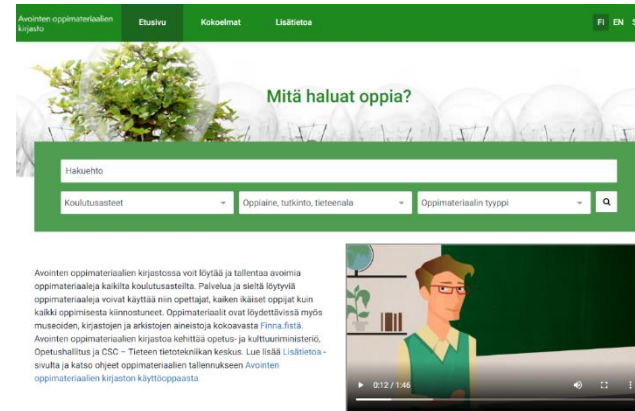 Avointen oppimateriaalien
kirjasto
Etusivu
Kokoelmat
Lisätietoa
FI EN S
Mitä haluat oppia?
Hakuehto
Koulutusasteet
Oppiaine, tutkinto, tieteenala
Oppimateriaalin tyyppi
Avointen oppimateriaalien kirjastossa voit löytää ja tallentaa avoimia
oppimateriaaleja kaikilta koulutusasteilta. Palvelua ja sieltä löytyviä
oppimateriaaleja voivat käyttää niin opettajat, kaiken ikäiset oppijat kuin
kaikki oppimisesta kiinnostuneet. Oppimateriaalit ovat löydettävissä myös
museoiden, kirjastojen ja arkistojen aineistoja kokoavasta Finna.fistä.
Avointen oppimateriaalien kirjastoa kehittää opetus- ja kulttuuriministeriö,
Opetushallitus ja CSC – Tieteen tietotekniikan keskus. Lue lisää Lisätietoa -
sivulta ja katso ohjeet oppimateriaalien tallennukseen Avointen
oppimateriaalien kirjaston käyttöoppaasta.
0:12 / 1:46